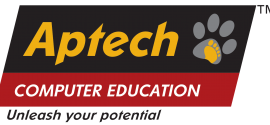 Aptech TM
COMPUTER EDUCATION
Unleash your potential